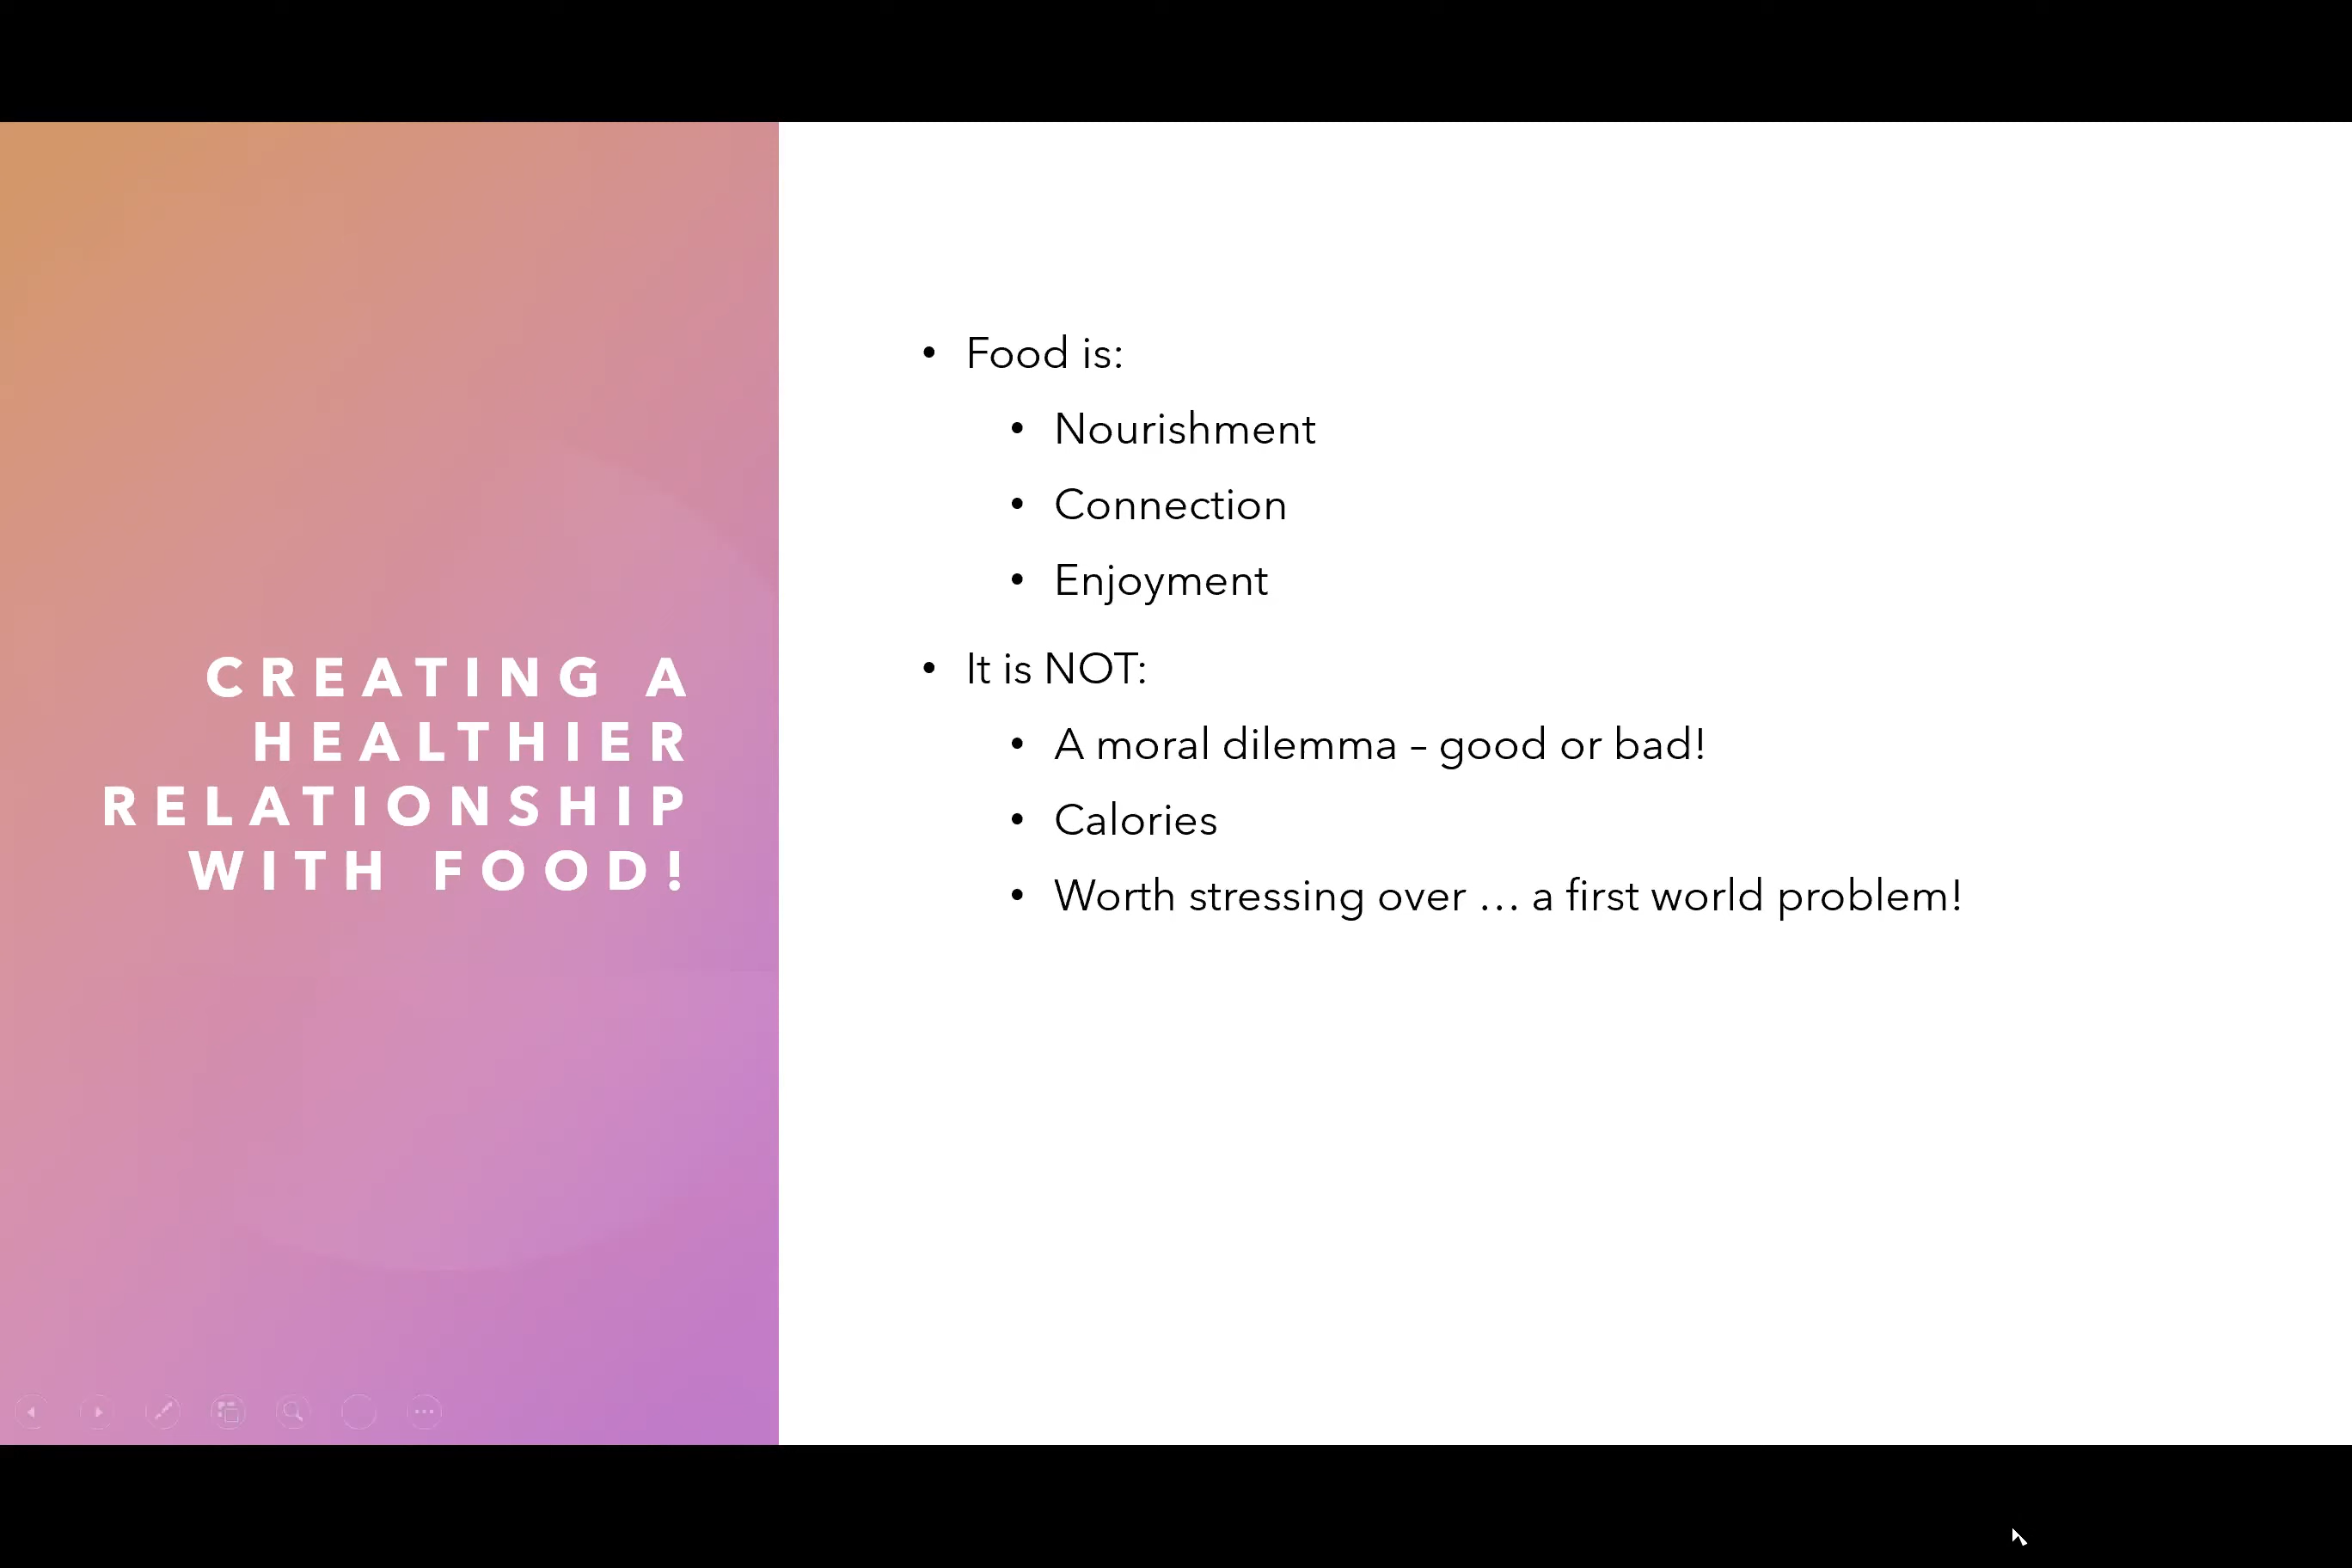 CREATING A
HEALTHIER
RELATIONSHIP
WITH FOOD!
• Food is:
• Nourishment
• Connection
• Enjoyment
• It is NOT:
• A moral dilemma – good or bad!
• Calories
• Worth stressing over … a first world problem!